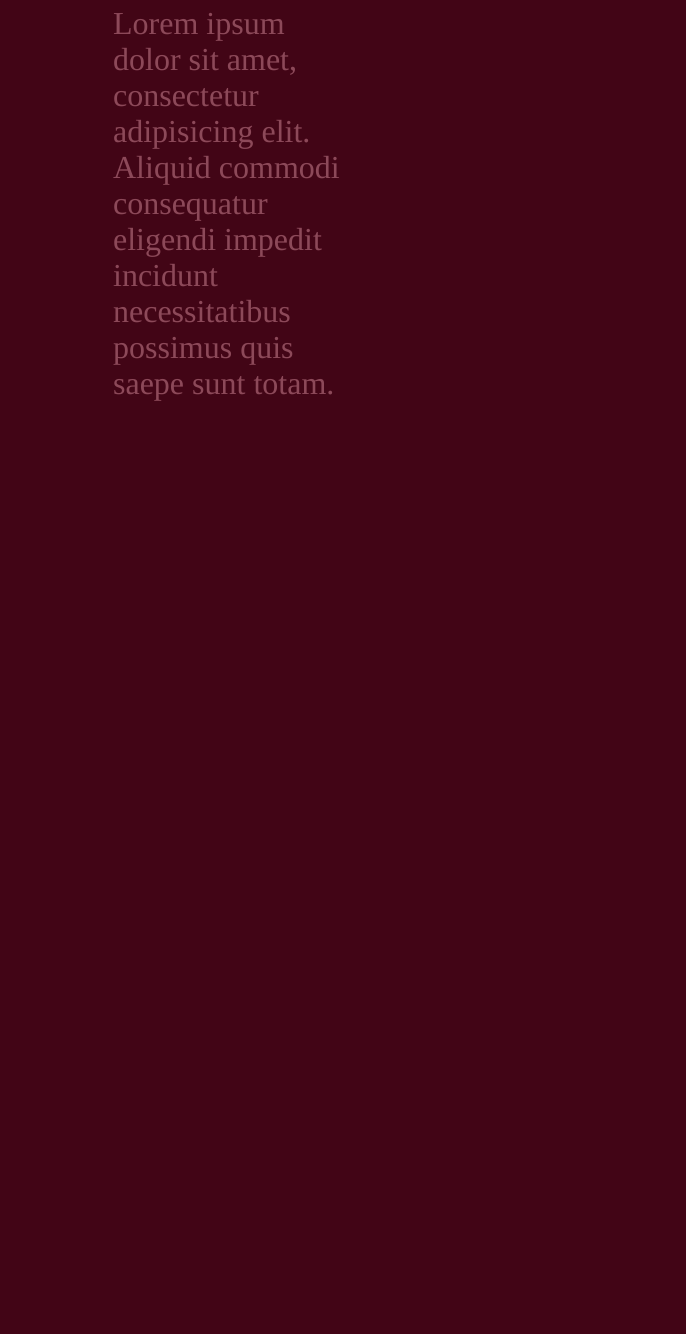 Lorem ipsum
dolor sit amet,
consectetur
adipisicing elit.
Aliquid commodi
consequatur
eligendi impedit
incidunt
necessitatibus
possimus quis
saepe sunt totam.